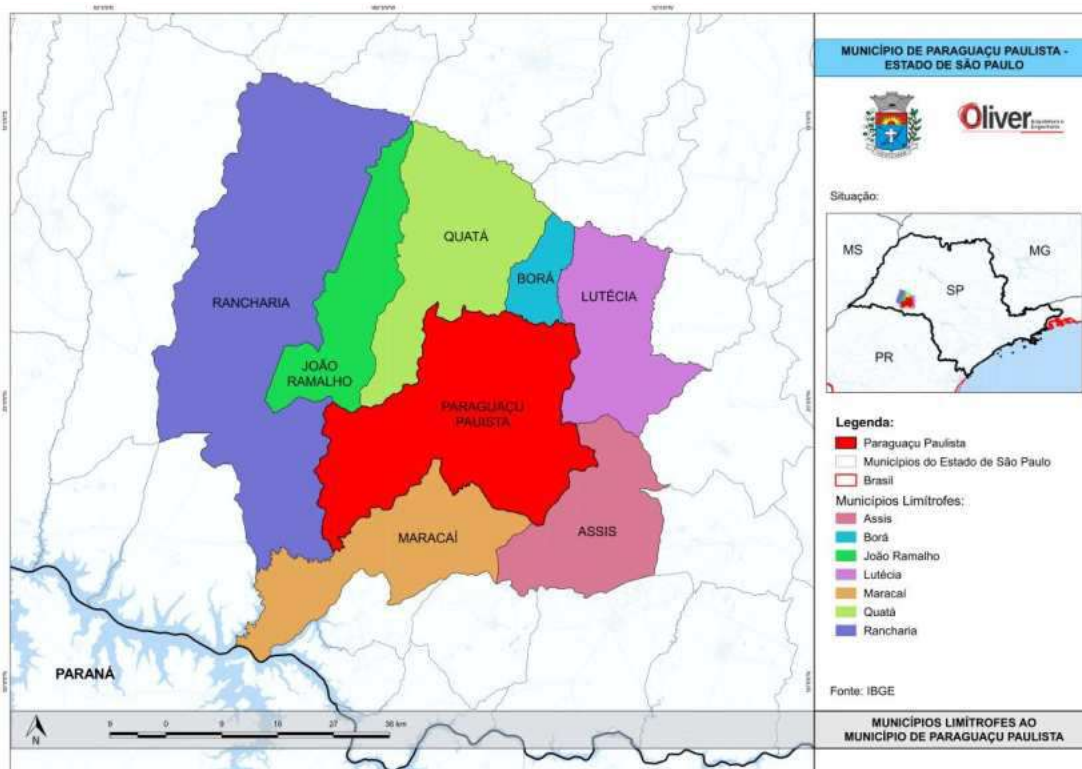 QUATÁ
BORÁ
LUTÉCIA
RANCHARIA
JOÃO
RAMALHO
PARAGUAÇU
PAUISTA
MARACAÍ
ASSIS
PARANÁ
N
9 0 9 18 27 36 km
MUNICÍPIO DE PARAGUAÇU PAULISTA -
ESTADO DE SÃO PAULO
Oliver Arquitetura e
Engenharia
Situação:
MS
MG
SP
PR
Legenda:
Paraguaçu Paulista
Municípios do Estado de São Paulo
Brasil
Municípios Limítrofes:
Assis
Borá
João Ramalho
Lutécia
Maracaí
Quatá
Rancharia
Fonte: IBGE
MUNICÍPIOS LIMÍTROFES AO
MUNICÍPIO DE PARAGUAÇU PAULISTA